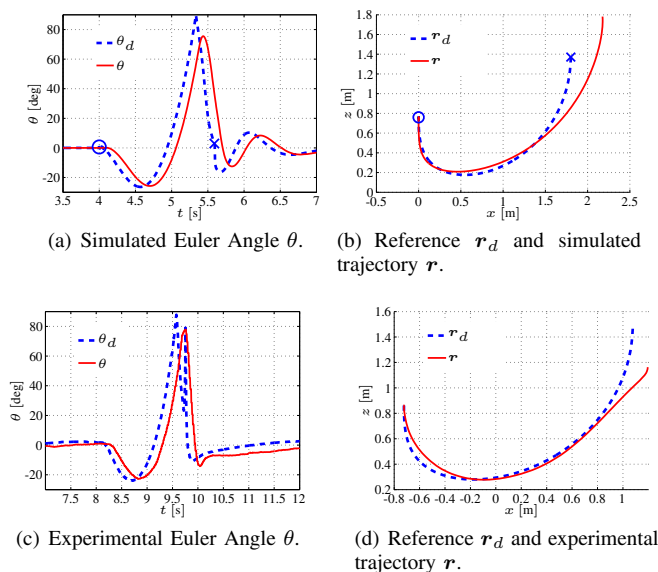 80
60
40
20
0
-20
θ [deg]
θ_d
θ
3.5 4 4.5 5 5.5 6 6.5 7
t [s]
(a) Simulated Euler Angle θ.
1.8
1.6
1.4
1.2
1
0.8
0.6
0.4
0.2
0
z [m]
r_d
r
-0.5 0 0.5 1 1.5 2 2.5
x [m]
(b) Reference r_d and simulated
trajectory r.
80
60
40
20
0
-20
θ [deg]
θ_d
θ
7.5 8 8.5 9 9.5 10 10.5 11 11.5 12
t [s]
(c) Experimental Euler Angle θ.
1.6
1.4
1.2
1
0.8
0.6
0.4
0.2
z [m]
r_d
r
-0.8 -0.6 -0.4 -0.2 0 0.2 0.4 0.6 0.8 1
x [m]
(d) Reference r_d and experimental
trajectory r.